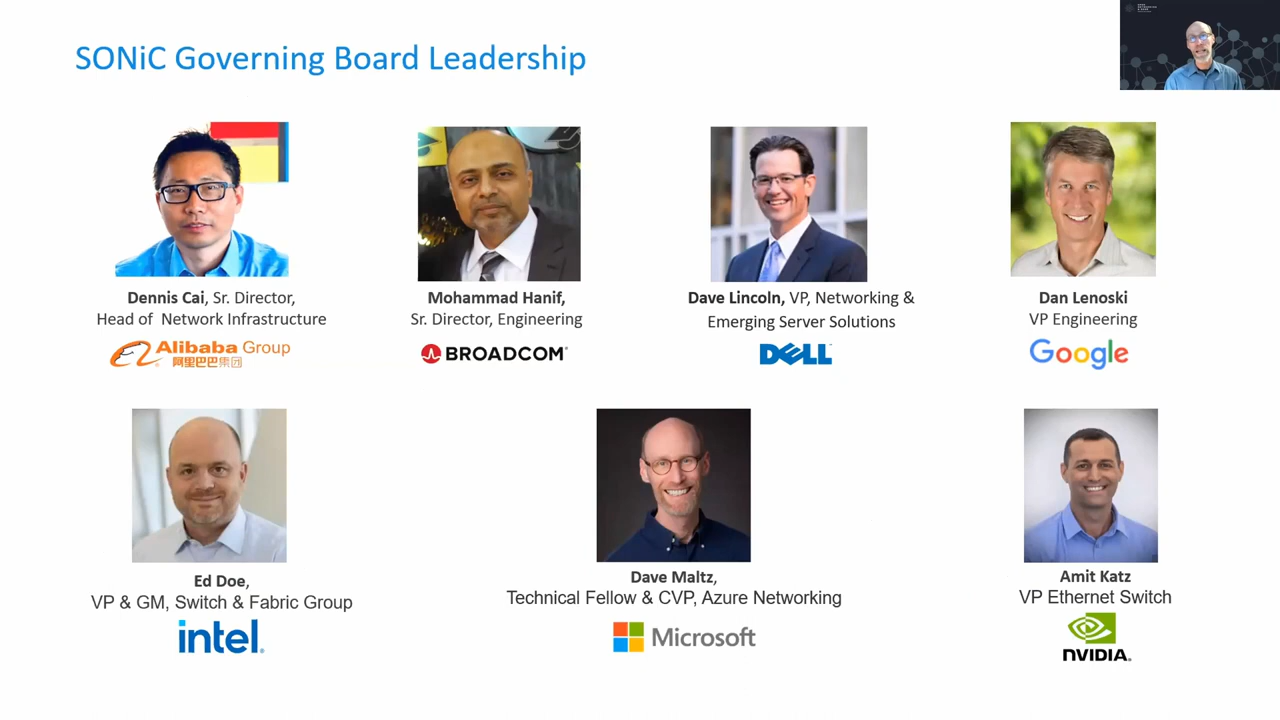 SONiC Governing Board Leadership
Dennis Cai, Sr. Director,
Head of Network Infrastructure
Alibaba Group
阿里巴巴集团
Mohammad Hanif,
Sr. Director, Engineering
BROADCOM®
Dave Lincoln, VP, Networking &
Emerging Server Solutions
DELL
Dan Lenoski
VP Engineering
Google
Ed Doe,
VP & GM, Switch & Fabric Group
intel®
Dave Maltz,
Technical Fellow & CVP, Azure Networking
Microsoft
Amit Katz
VP Ethernet Switch
NVIDIA®